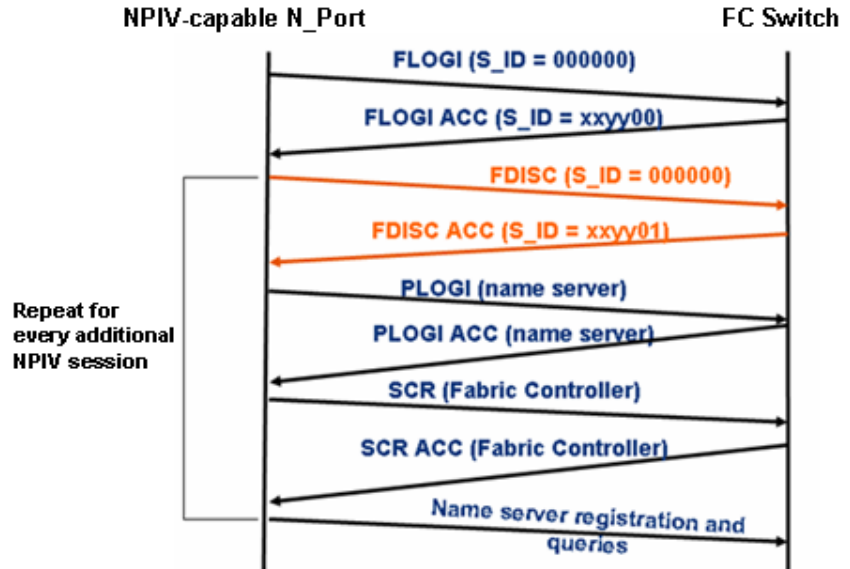 NPIV-capable N_Port
FC Switch
FLOGI (S_ID = 000000)
FLOGI ACC (S_ID = xxyy00)
FDISC (S_ID = 000000)
FDISC ACC (S_ID = xxyy01)
PLOGI (name server)
Repeat for
every additional
NPIV session
PLOGI ACC (name server)
SCR (Fabric Controller)
SCR ACC (Fabric Controller)
Name server registration and
queries